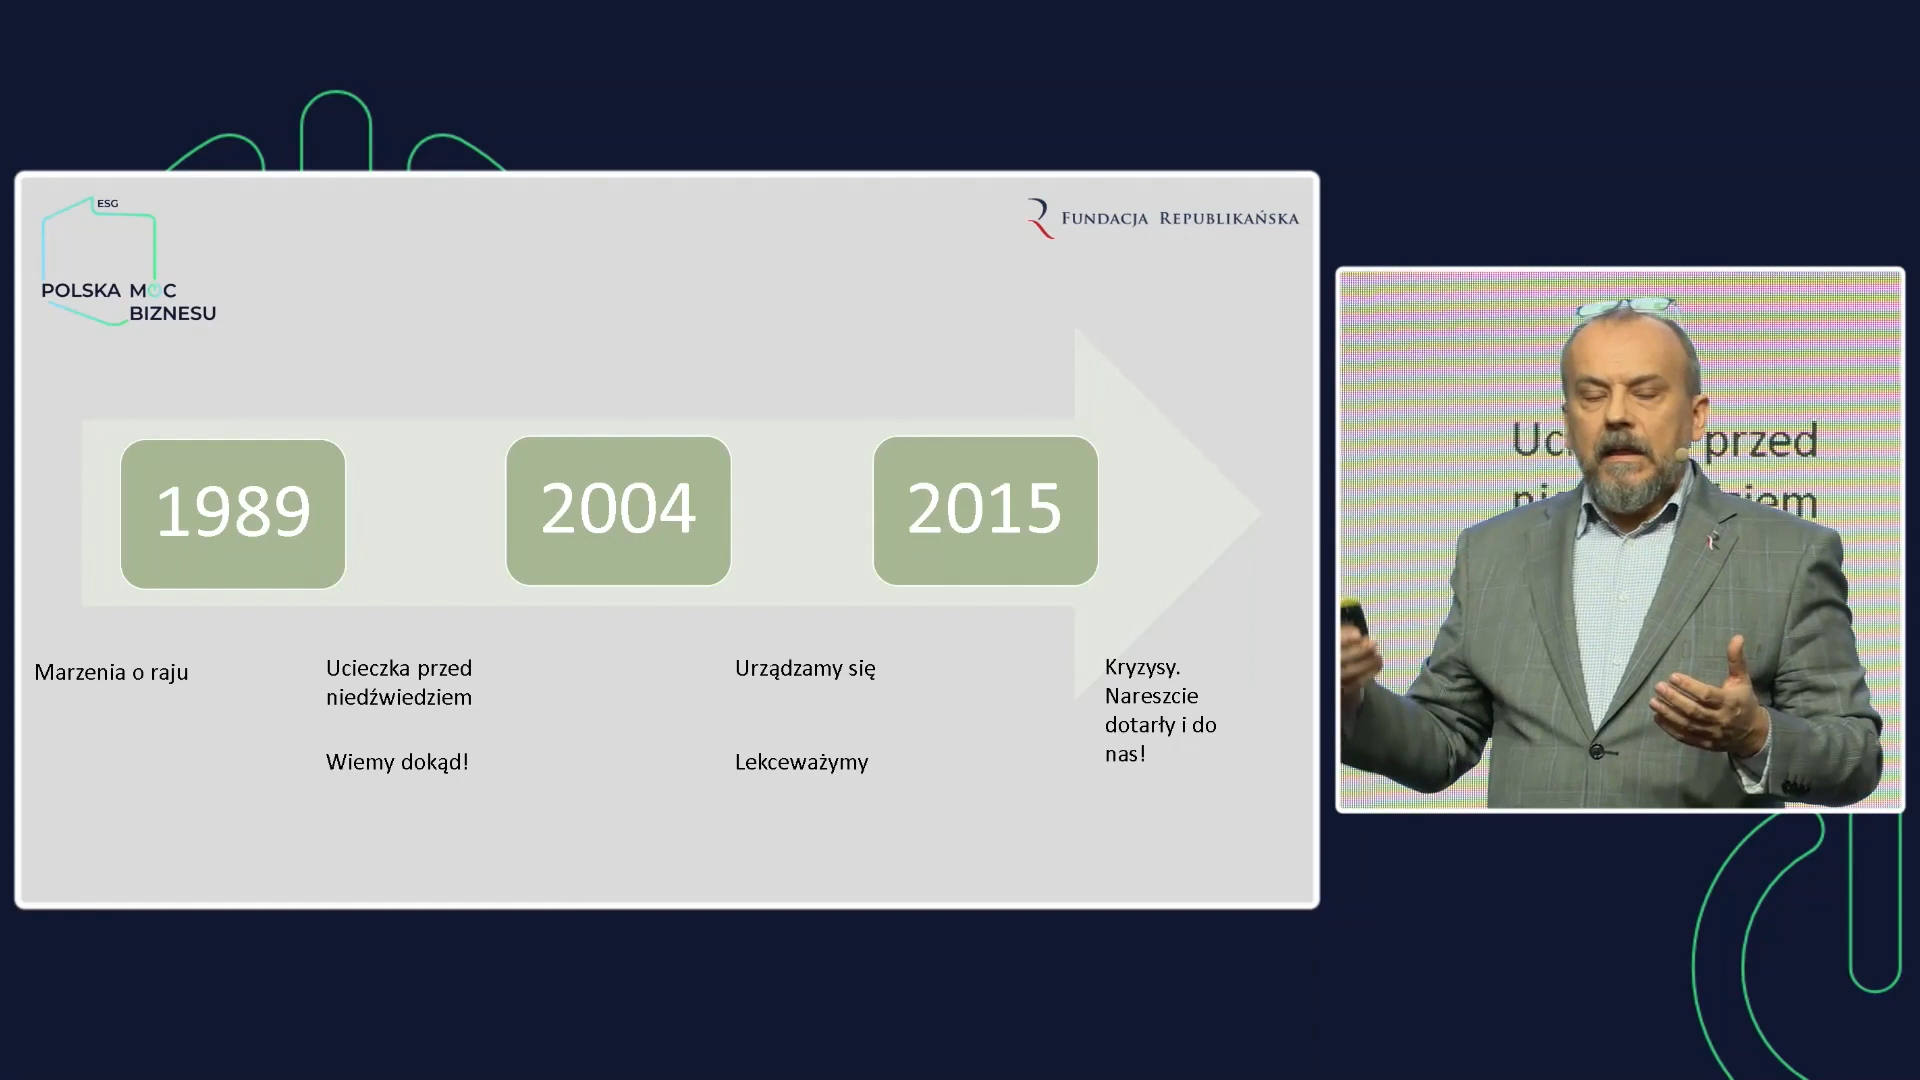 ESG
POLSKA MOC
BIZNESU
FUNDACJA REPUBLIKAŃSKA
1989
2004
2015
Marzenia o raju
Ucieczka przed
niedźwiedziem
Wiemy dokąd!
Urządzamy się
Lekceważymy
Kryzysy.
Nareszcie
dotarły i do
nas!
przed